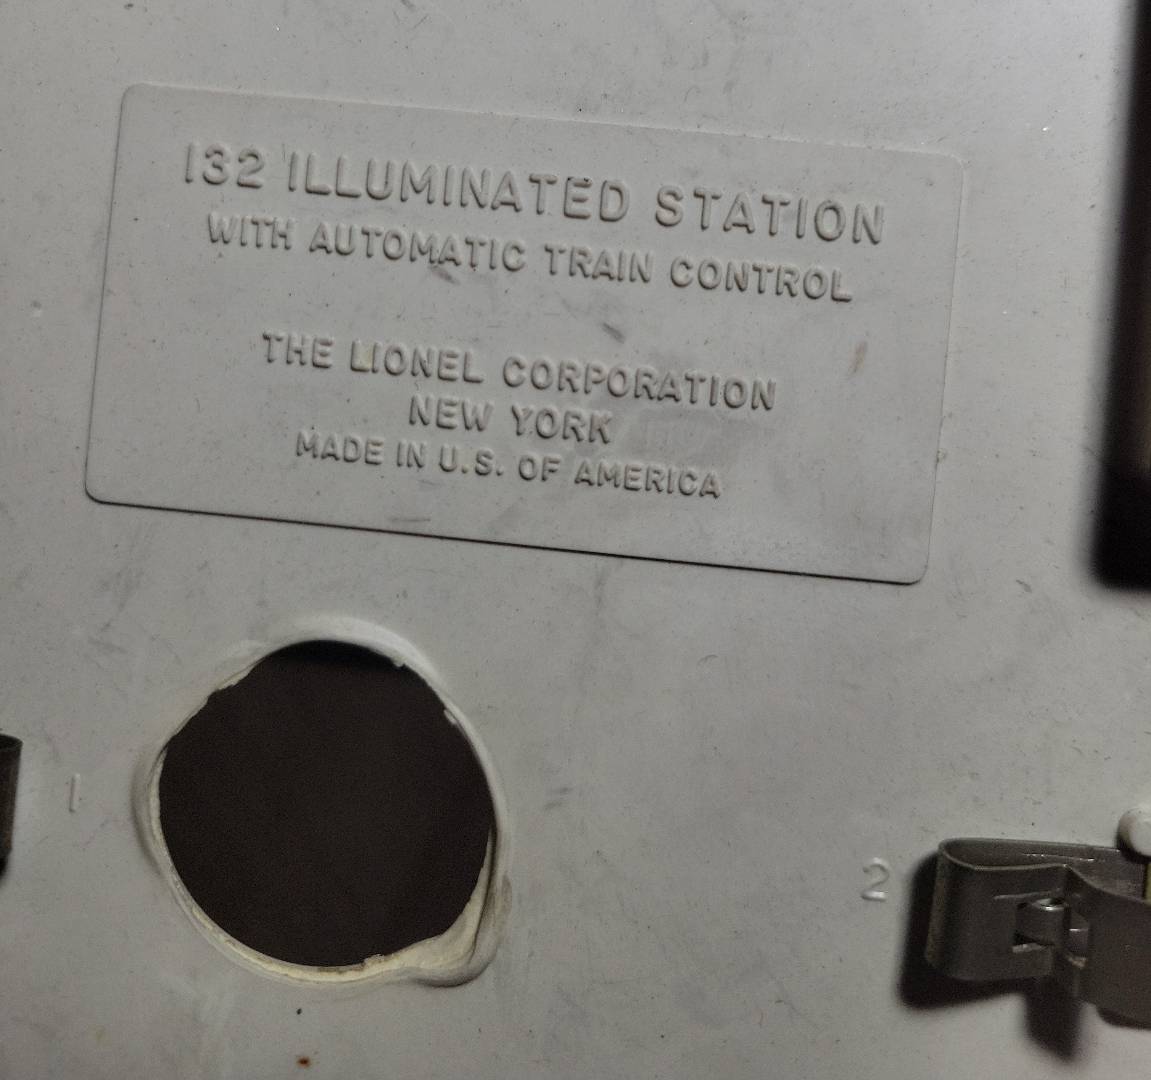 132 ILLUMINATED STATION
WITH AUTOMATIC TRAIN CONTROL
THE LIONEL CORPORATION
NEW YORK
MADE IN U.S. OF AMERICA
1
2